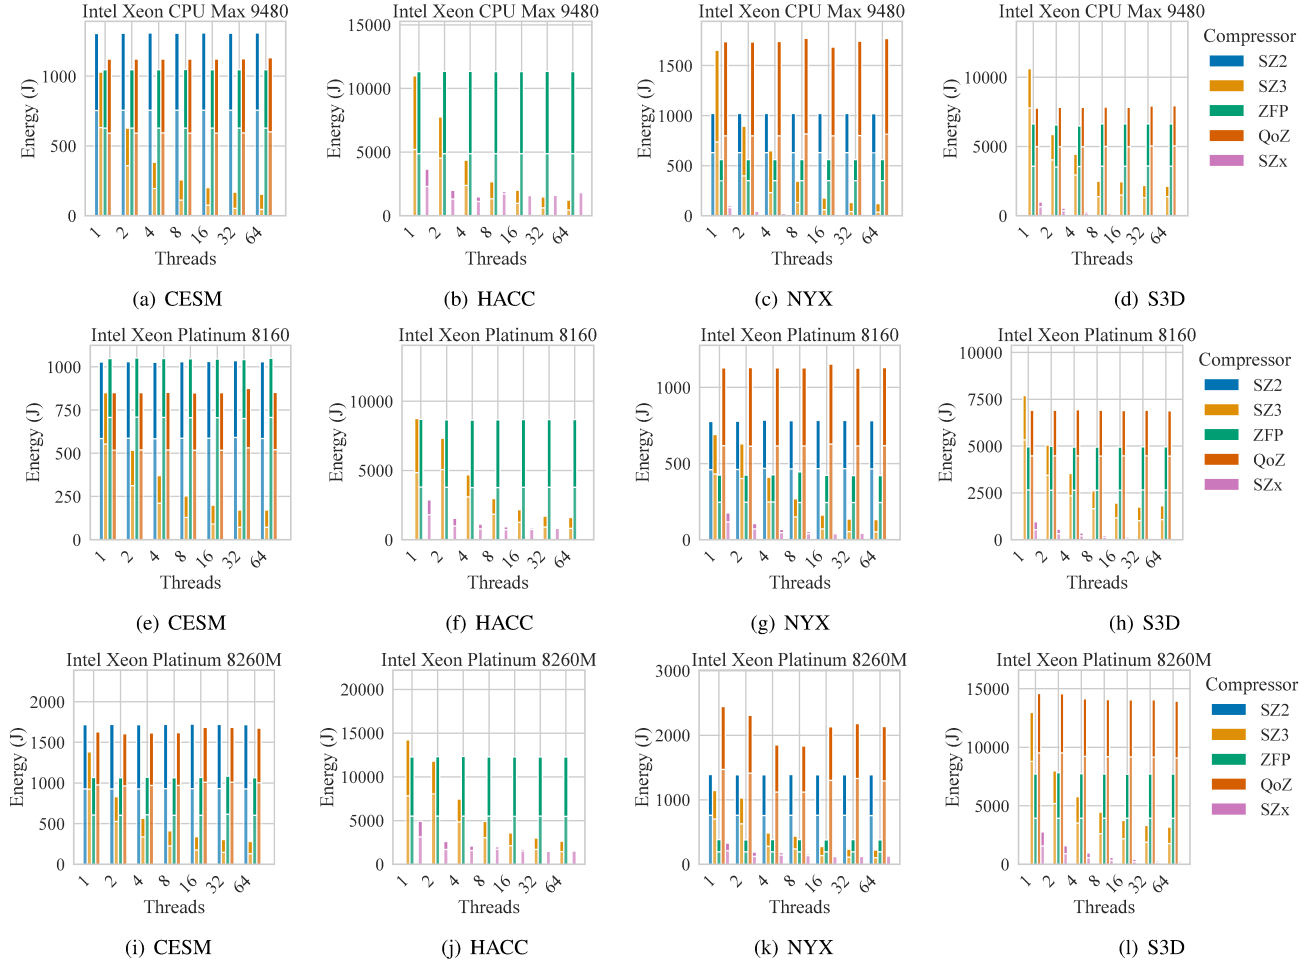 Intel Xeon CPU Max 9480
Energy (J)
1000
500
0
1 2 4 8 16 32 64
Threads
(a) CESM
Intel Xeon CPU Max 9480
Energy (J)
15000
10000
5000
0
1 2 4 8 16 32 64
Threads
(b) HACC
Intel Xeon CPU Max 9480
Energy (J)
1500
1000
500
0
1 2 4 8 16 32 64
Threads
(c) NYX
Intel Xeon CPU Max 9480
Energy (J)
10000
5000
0
1 2 4 8 16 32 64
Threads
(d) S3D
Compressor
SZ2
SZ3
ZFP
QoZ
SZx
Intel Xeon Platinum 8160
Energy (J)
1000
750
500
250
0
1 2 4 8 16 32 64
Threads
(e) CESM
Intel Xeon Platinum 8160
Energy (J)
10000
5000
0
1 2 4 8 16 32 64
Threads
(f) HACC
Intel Xeon Platinum 8160
Energy (J)
1000
500
0
1 2 4 8 16 32 64
Threads
(g) NYX
Intel Xeon Platinum 8160
Energy (J)
10000
7500
5000
2500
0
1 2 4 8 16 32 64
Threads
(h) S3D
Compressor
SZ2
SZ3
ZFP
QoZ
SZx
Intel Xeon Platinum 8260M
Energy (J)
2000
1500
1000
500
0
1 2 4 8 16 32 64
Threads
(i) CESM
Intel Xeon Platinum 8260M
Energy (J)
20000
15000
10000
5000
0
1 2 4 8 16 32 64
Threads
(j) HACC
Intel Xeon Platinum 8260M
Energy (J)
3000
2000
1000
0
1 2 4 8 16 32 64
Threads
(k) NYX
Intel Xeon Platinum 8260M
Energy (J)
15000
10000
5000
0
1 2 4 8 16 32 64
Threads
(l) S3D
Compressor
SZ2
SZ3
ZFP
QoZ
SZx